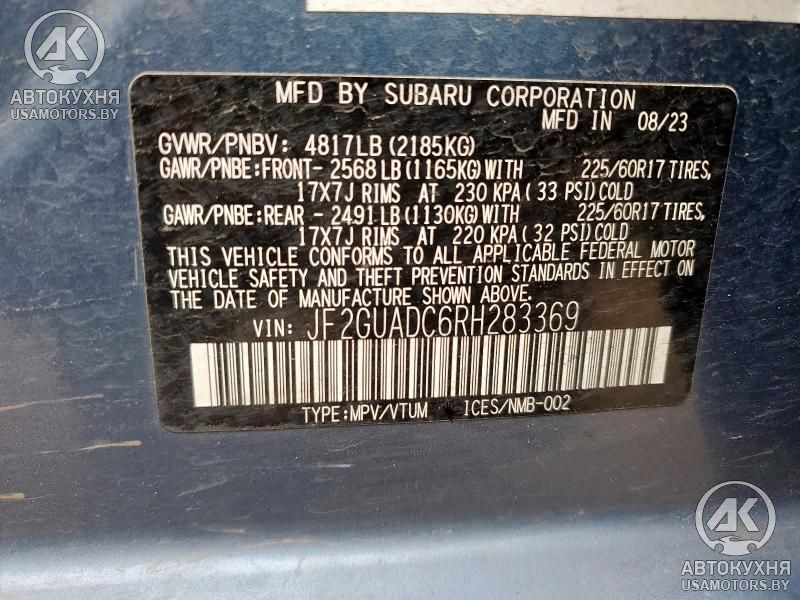 AK
АВТОКУХНЯ
USAMOTORS.BY
MFD BY SUBARU CORPORATION
MFD IN 08/23
GVWR/PNBV: 4817LB (2185KG)
GAWR/PNBE:FRONT- 2568LB (1165KG)WITH 225/60R17 TIRES,
17X7J RIMS AT 230 KPA ( 33 PSI) COLD
GAWR/PNBE:REAR - 2491LB (1130KG)WITH 225/60R17 TIRES,
17X7J RIMS AT 220 KPA ( 32 PSI) COLD
THIS VEHICLE CONFORMS TO ALL APPLICABLE FEDERAL MOTOR
VEHICLE SAFETY AND THEFT PREVENTION STANDARDS IN EFFECT ON
THE DATE OF MANUFACTURE SHOWN ABOVE.
VIN: JF2GUADC6RH283369
TYPE:MPV/VTUM ICES/NMB-002
AK
АВТОКУХНЯ
USAMOTORS.BY